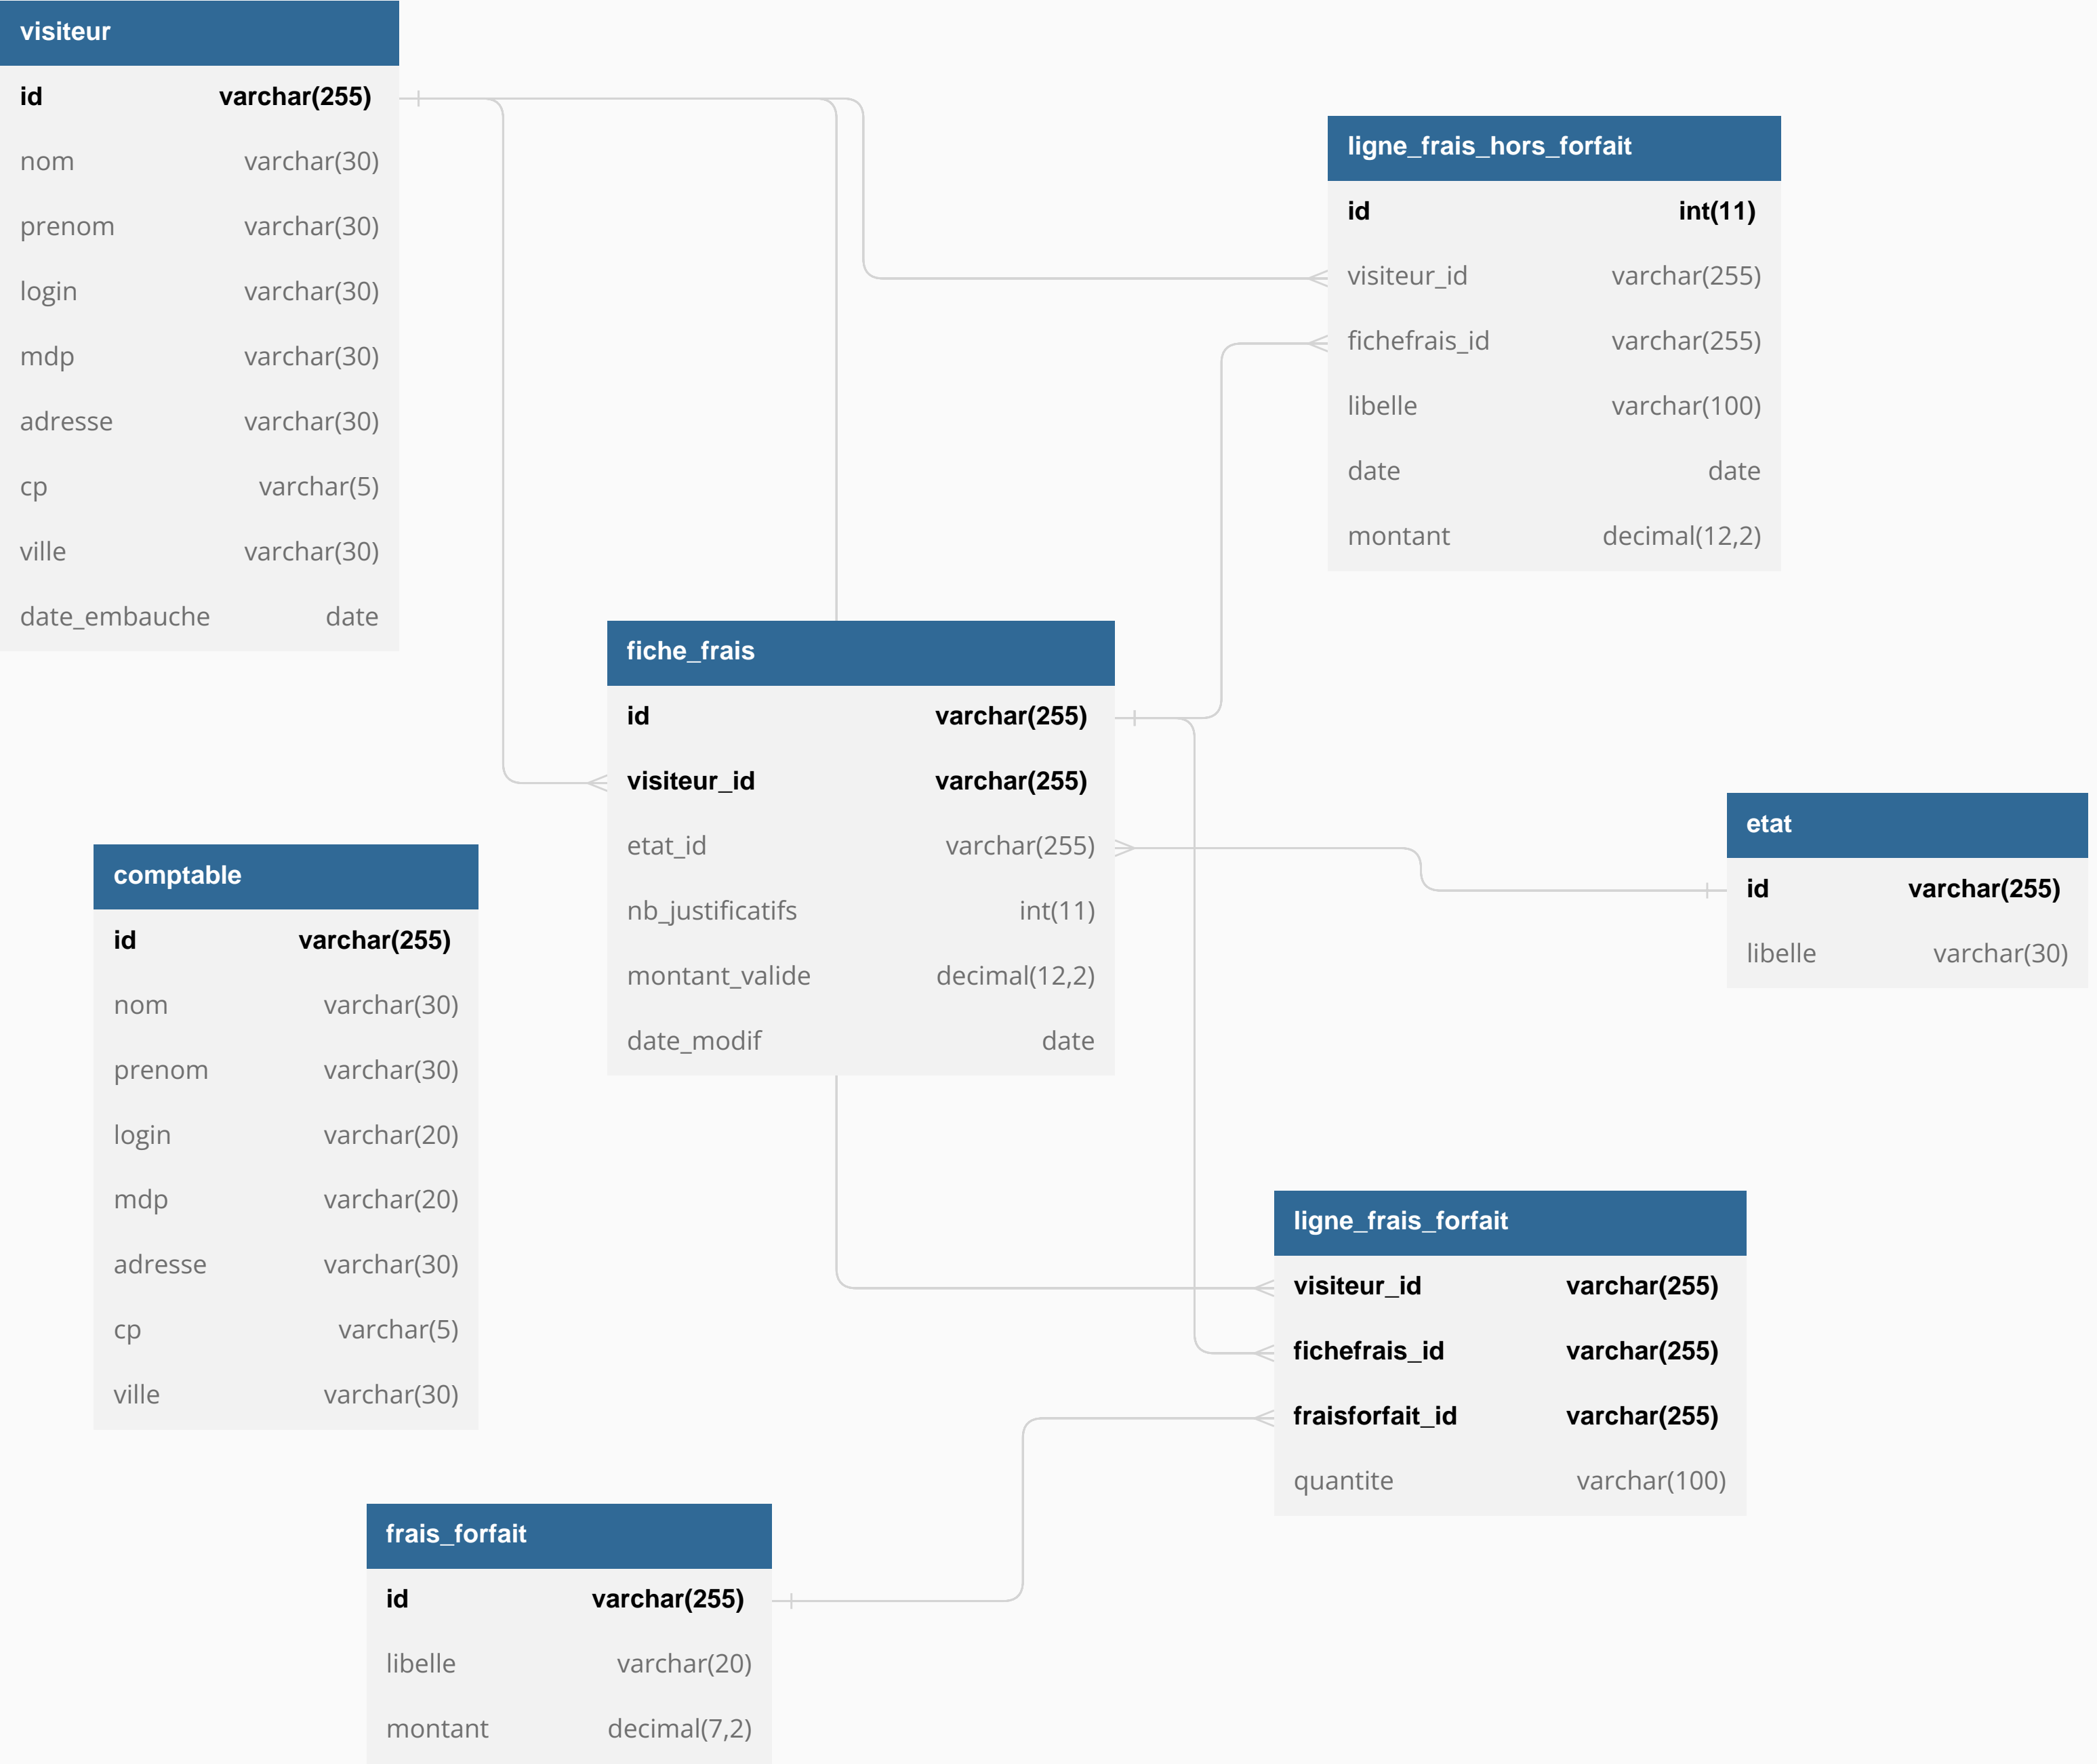 visiteur
id varchar(255)
nom varchar(30)
prenom varchar(30)
login varchar(30)
mdp varchar(30)
adresse varchar(30)
cp varchar(5)
ville varchar(30)
date_embauche date
ligne_frais_hors_forfait
id int(11)
visiteur_id varchar(255)
fichefrais_id varchar(255)
libelle varchar(100)
date date
montant decimal(12,2)
fiche_frais
id varchar(255)
visiteur_id varchar(255)
etat_id varchar(255)
nb_justificatifs int(11)
montant_valide decimal(12,2)
date_modif date
etat
id varchar(255)
libelle varchar(30)
comptable
id varchar(255)
nom varchar(30)
prenom varchar(30)
login varchar(20)
mdp varchar(20)
adresse varchar(30)
cp varchar(5)
ville varchar(30)
ligne_frais_forfait
visiteur_id varchar(255)
fichefrais_id varchar(255)
fraisforfait_id varchar(255)
quantite varchar(100)
frais_forfait
id varchar(255)
libelle varchar(20)
montant decimal(7,2)